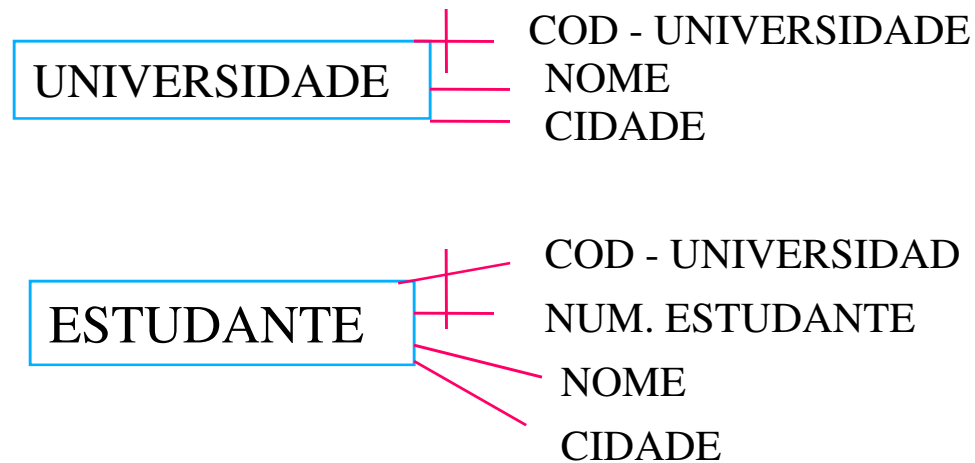 COD - UNIVERSIDADE
UNIVERSIDADE
NOME
CIDADE
COD - UNIVERSIDAD
ESTUDANTE
NUM. ESTUDANTE
NOME
CIDADE